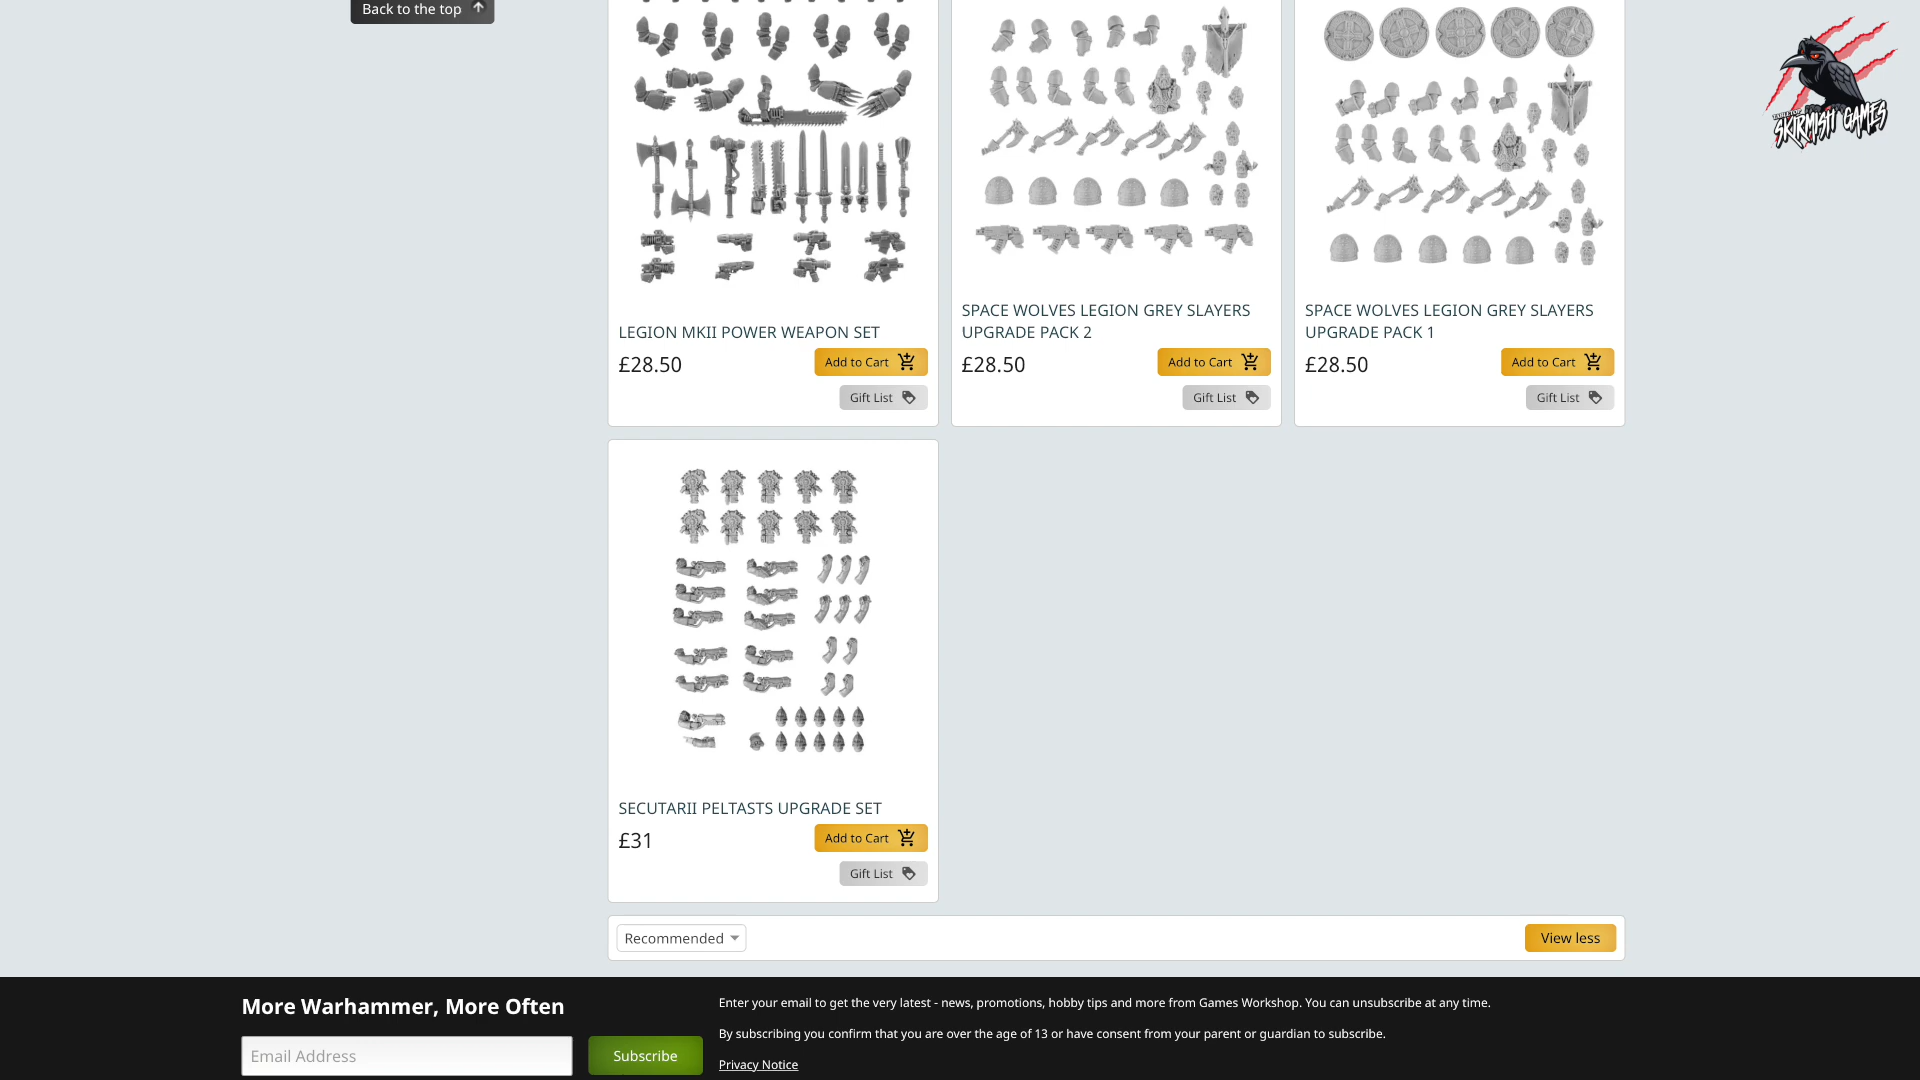 Back to the top
SKIRMISH GAMES
LEGION MKII POWER WEAPON SET
£28.50
Add to Cart
Gift List
SPACE WOLVES LEGION GREY SLAYERS
UPGRADE PACK 2
£28.50
Add to Cart
Gift List
SPACE WOLVES LEGION GREY SLAYERS
UPGRADE PACK 1
£28.50
Add to Cart
Gift List
SECUTARII PELTASTS UPGRADE SET
£31
Add to Cart
Gift List
Recommended
View less
More Warhammer, More Often
Email Address
Subscribe
Enter your email to get the very latest - news, promotions, hobby tips and more from Games Workshop. You can unsubscribe at any time.
By subscribing you confirm that you are over the age of 13 or have consent from your parent or guardian to subscribe.
Privacy Notice